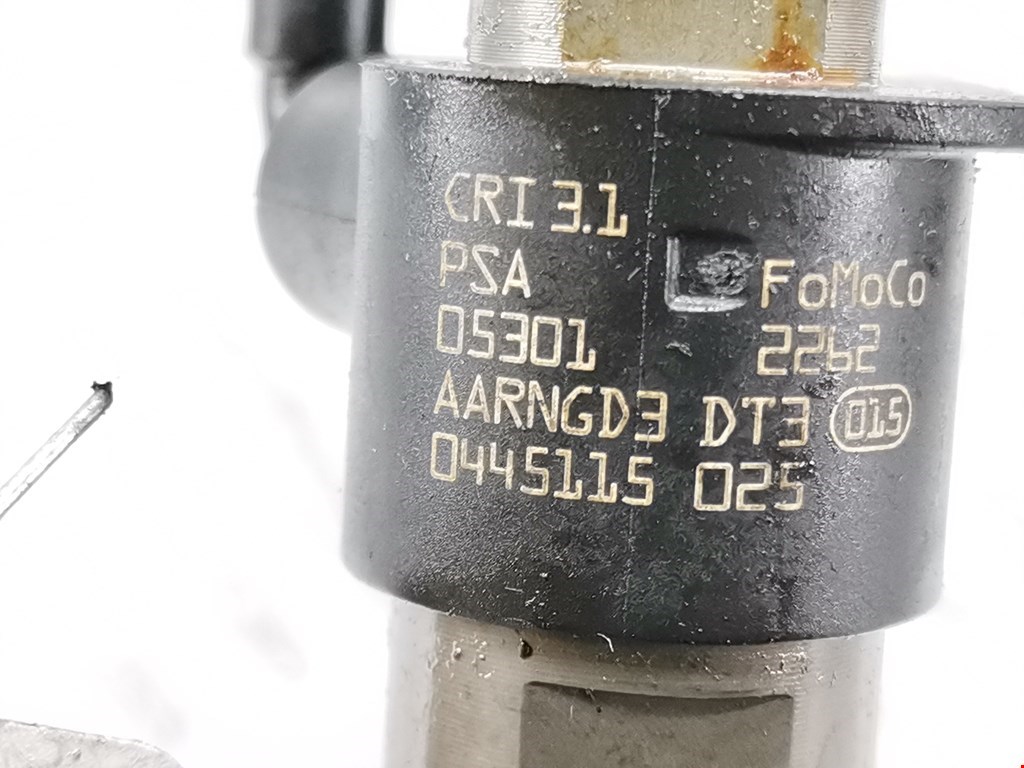 CRI 3.1
PSA FoMoCo
05301 2262
AARNGD3 DT3 015
0445115 025